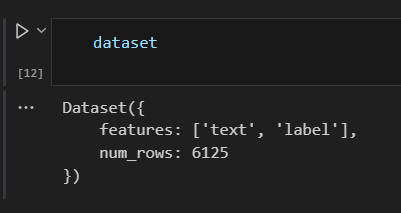 dataset
[12]
... Dataset({
features: ['text', 'label'],
num_rows: 6125
})